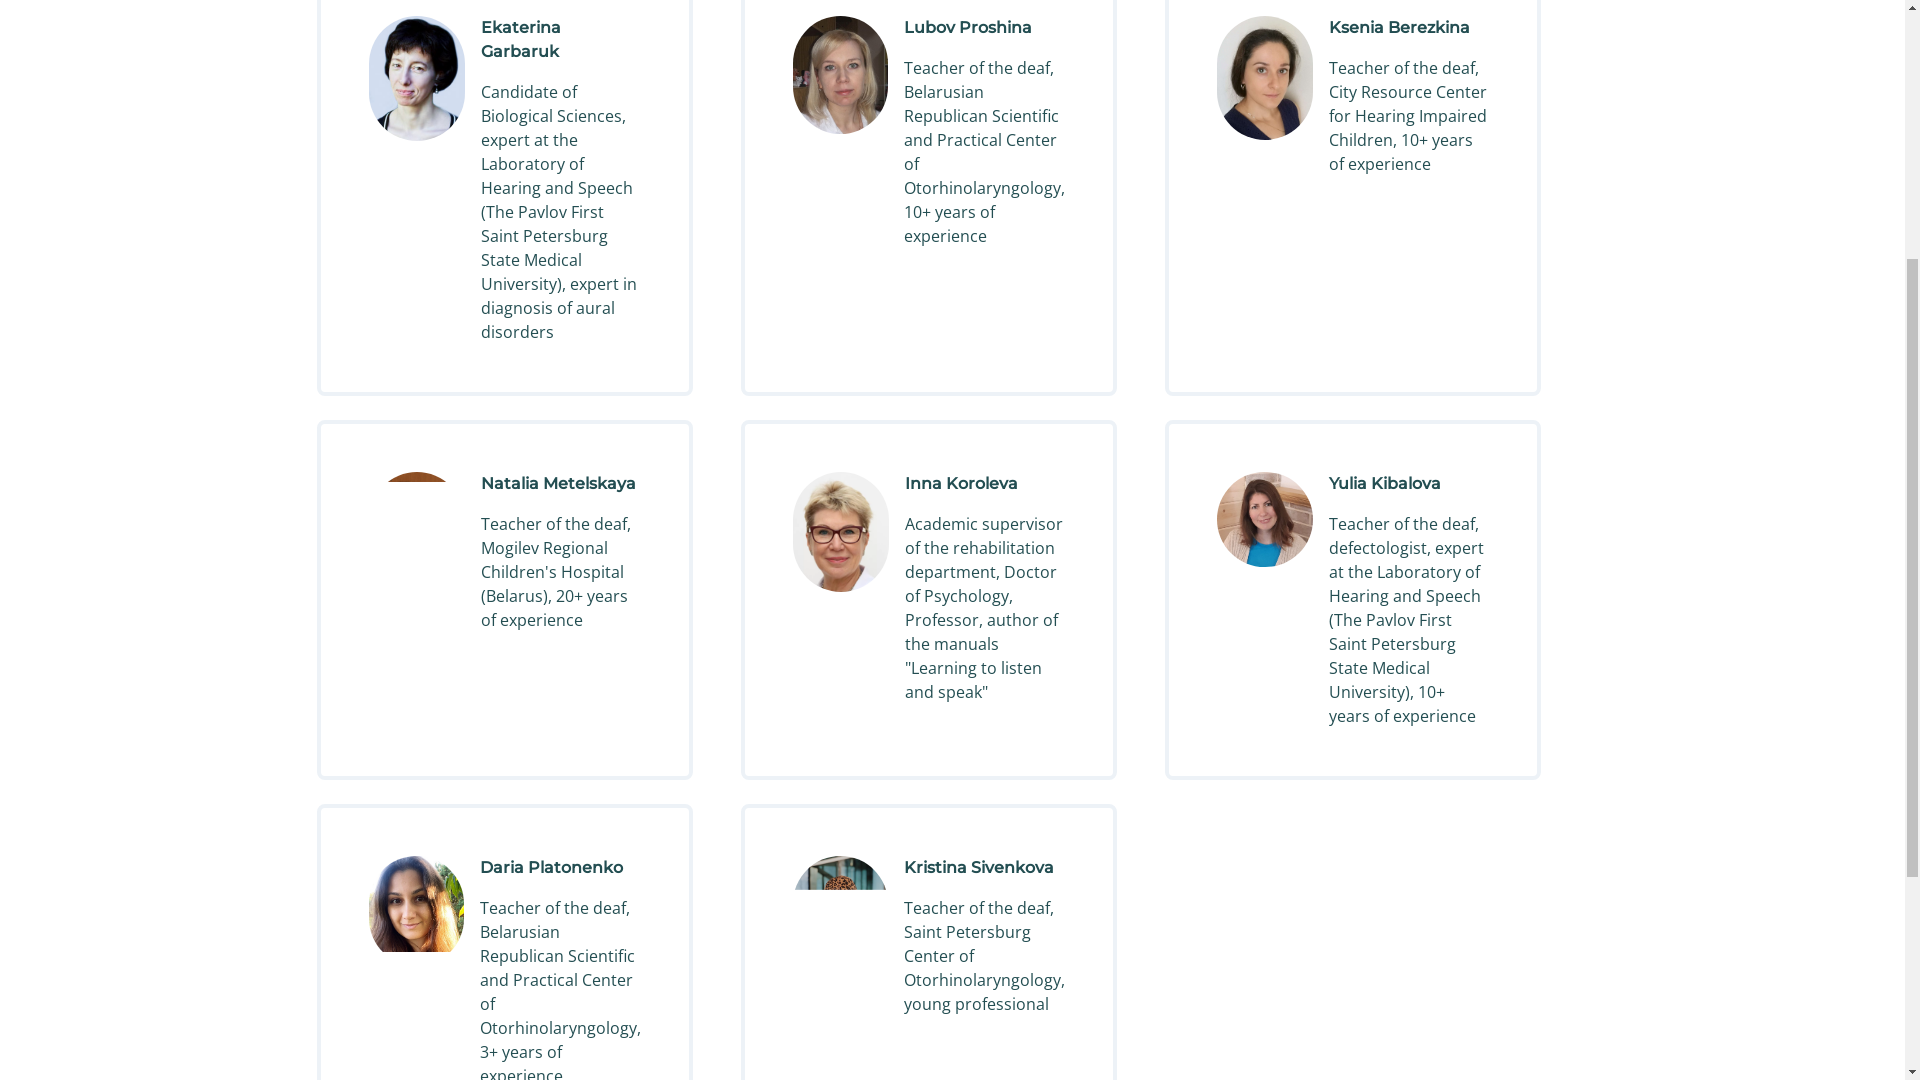 Ekaterina
Garbaruk
Candidate of
Biological Sciences,
expert at the
Laboratory of
Hearing and Speech
(The Pavlov First
Saint Petersburg
State Medical
University), expert in
diagnosis of aural
disorders
Lubov Proshina
Teacher of the deaf,
Belarusian
Republican Scientific
and Practical Center
of
Otorhinolaryngology,
10+ years of
experience
Ksenia Berezkina
Teacher of the deaf,
City Resource Center
for Hearing Impaired
Children, 10+ years
of experience
Natalia Metelskaya
Teacher of the deaf,
Mogilev Regional
Children's Hospital
(Belarus), 20+ years
of experience
Inna Koroleva
Academic supervisor
of the rehabilitation
department, Doctor
of Psychology,
Professor, author of
the manuals
"Learning to listen
and speak"
Yulia Kibalova
Teacher of the deaf,
defectologist, expert
at the Laboratory of
Hearing and Speech
(The Pavlov First
Saint Petersburg
State Medical
University), 10+
years of experience
Daria Platonenko
Teacher of the deaf,
Belarusian
Republican Scientific
and Practical Center
of
Otorhinolaryngology,
3+ years of
experience
Kristina Sivenkova
Teacher of the deaf,
Saint Petersburg
Center of
Otorhinolaryngology,
young professional